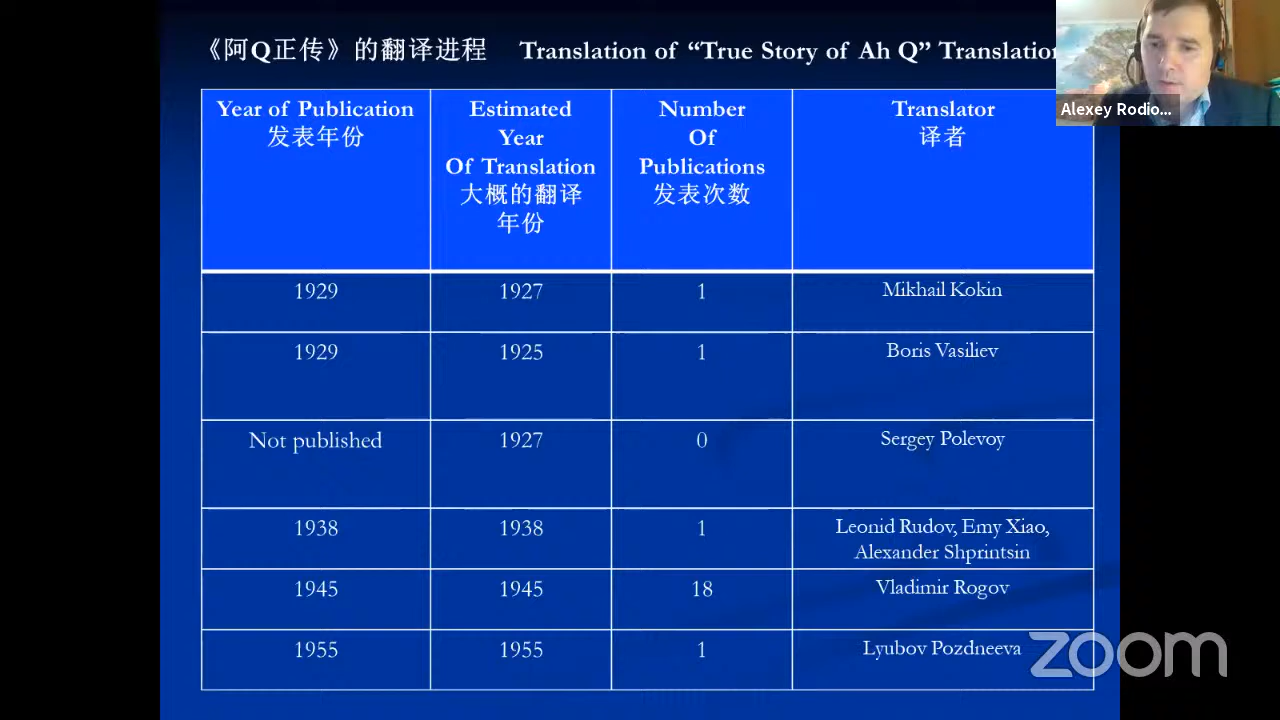 《阿Q正传》的翻译进程 Translation of “True Story of Ah Q” Translation
Alexey Rodio...
Year of Publication
发表年份
Estimated
Year
Of Translation
大概的翻译
年份
Number
Of
Publications
发表次数
Translator
译者
1929 1927 1 Mikhail Kokin
1929 1925 1 Boris Vasiliev
Not published 1927 0 Sergey Polevoy
1938 1938 1 Leonid Rudov, Emy Xiao,
Alexander Shprintsin
1945 1945 18 Vladimir Rogov
1955 1955 1 Lyubov Pozdneeva
zoom